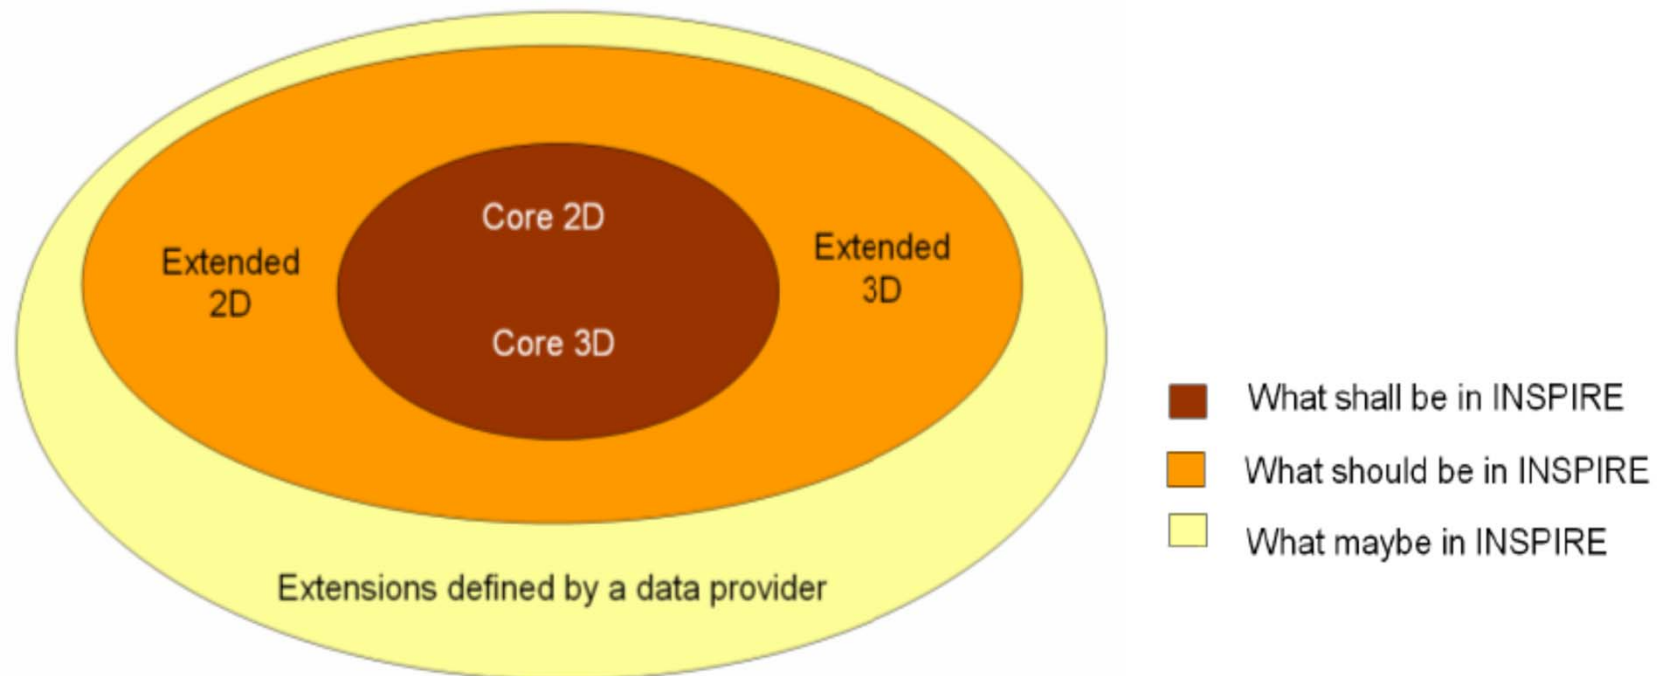 Core 2D
Extended
2D
Extended
3D
Core 3D
Extensions defined by a data provider
What shall be in INSPIRE
What should be in INSPIRE
What maybe in INSPIRE